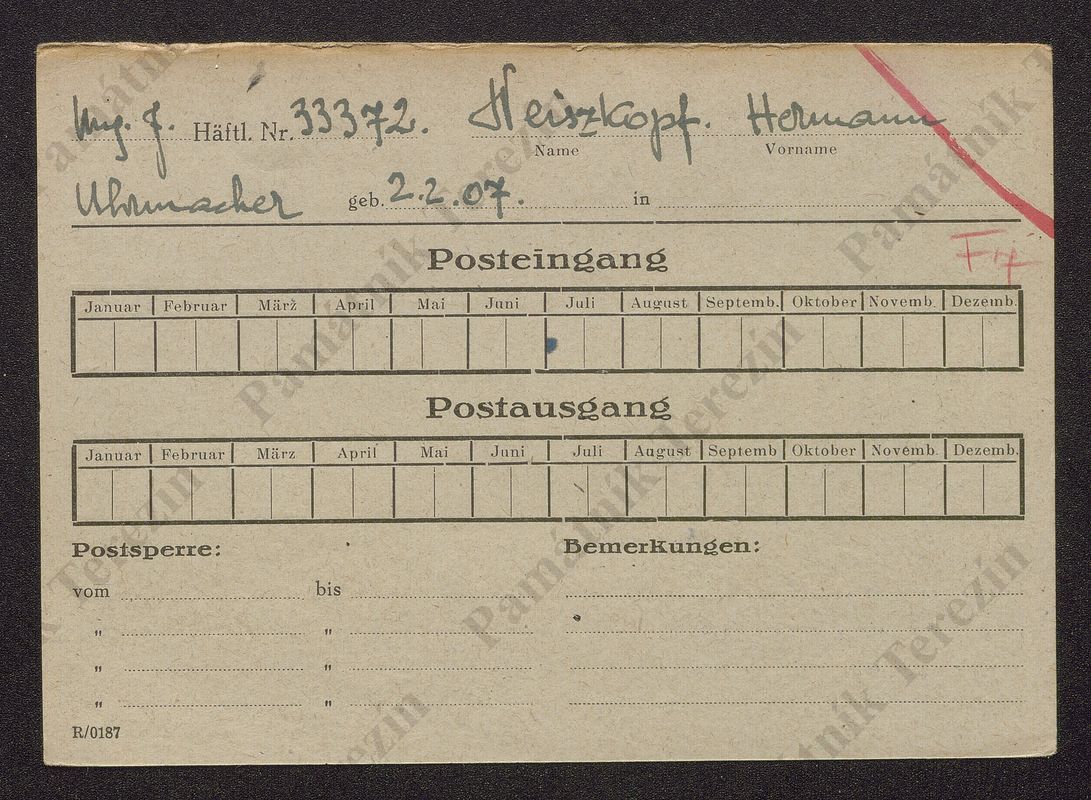 Ung. J. Häftl. Nr. 33372. Weiszkopf. Hermann
Name Vorname
Uhrmacher geb. 2.2.07. in
Posteingang
Januar Februar März April Mai Juni Juli August Septemb. Oktober Novemb. Dezemb.
Postausgang
Januar Februar März April Mai Juni Juli August Septemb Oktober Novemb. Dezemb.
Postsperre: Bemerkungen:
vom bis
" "
" "
" "
R/0187
Památník Terezín